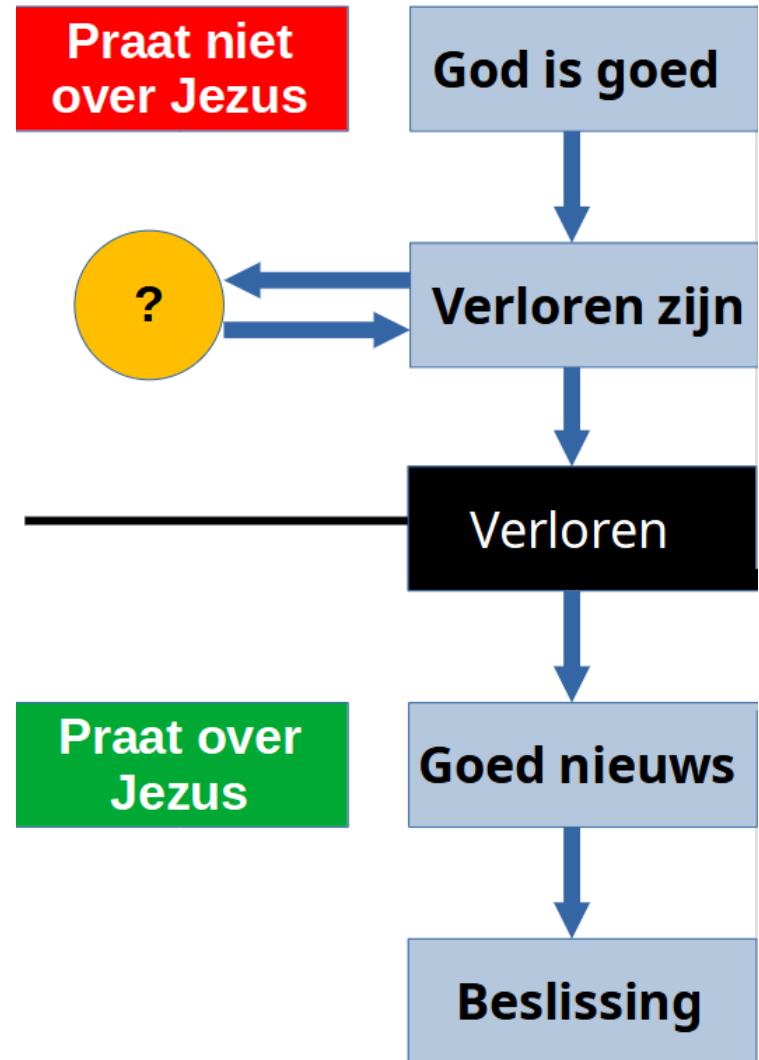 Praat niet
over Jezus
God is goed
?
Verloren zijn
Verloren
Praat over
Jezus
Goed nieuws
Beslissing